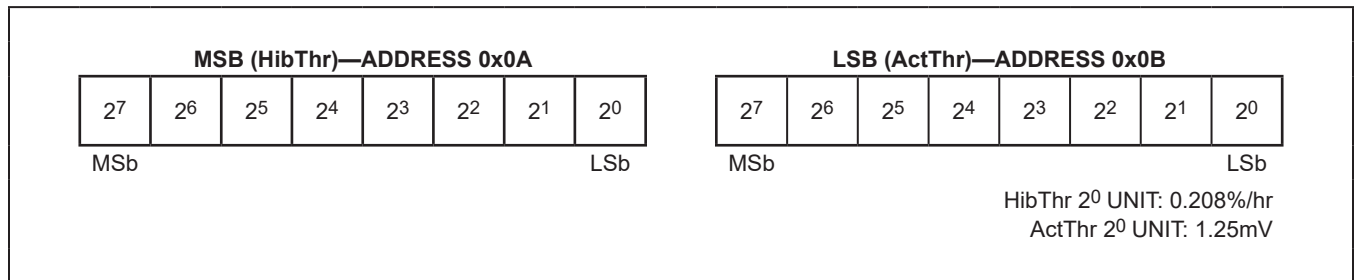 MSB (HibThr)—ADDRESS 0x0A
LSB (ActThr)—ADDRESS 0x0B
2⁷ 2⁶ 2⁵ 2⁴ 2³ 2² 2¹ 2⁰
2⁷ 2⁶ 2⁵ 2⁴ 2³ 2² 2¹ 2⁰
MSb LSb
MSb LSb
HibThr 2⁰ UNIT: 0.208%/hr
ActThr 2⁰ UNIT: 1.25mV